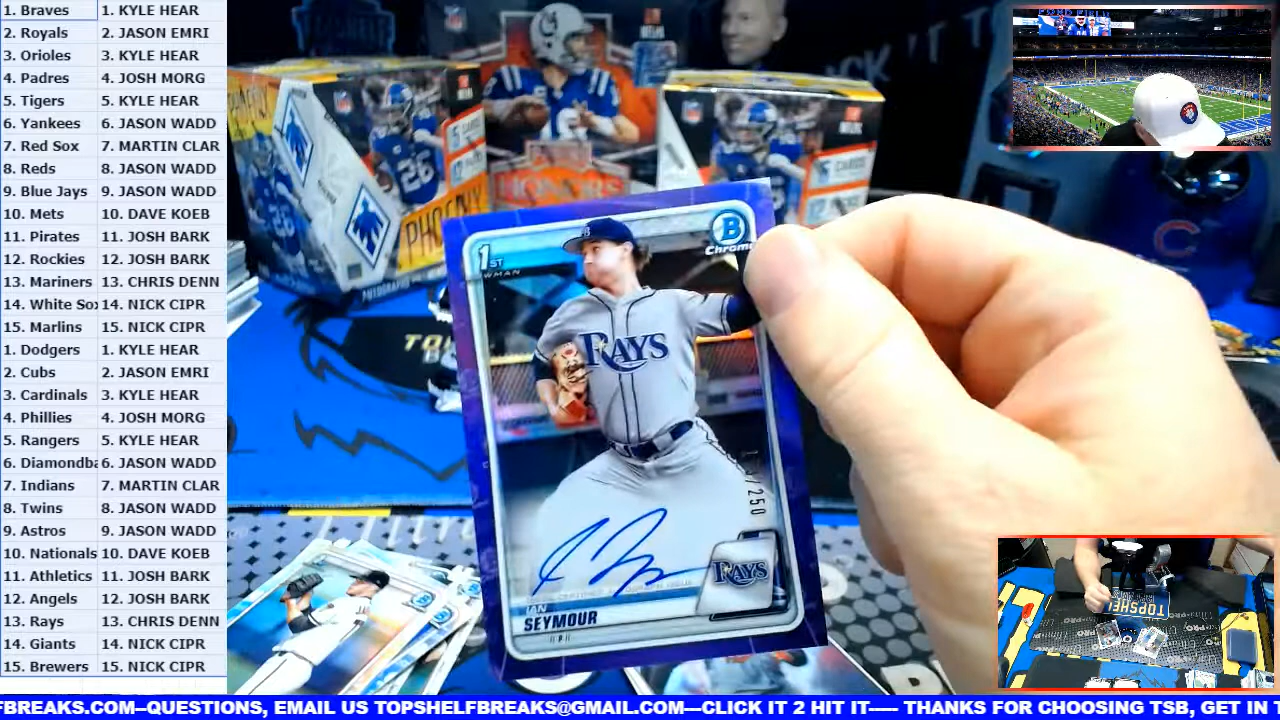 1. Braves 1. KYLE HEAR
2. Royals 2. JASON EMRI
3. Orioles 3. KYLE HEAR
4. Padres 4. JOSH MORG
5. Tigers 5. KYLE HEAR
6. Yankees 6. JASON WADD
7. Red Sox 7. MARTIN CLAR
8. Reds 8. JASON WADD
9. Blue Jays 9. JASON WADD
10. Mets 10. DAVE KOEB
11. Pirates 11. JOSH BARK
12. Rockies 12. JOSH BARK
13. Mariners 13. CHRIS DENN
14. White Sox 14. NICK CIPR
15. Marlins 15. NICK CIPR
1. Dodgers 1. KYLE HEAR
2. Cubs 2. JASON EMRI
3. Cardinals 3. KYLE HEAR
4. Phillies 4. JOSH MORG
5. Rangers 5. KYLE HEAR
6. Diamondba 6. JASON WADD
7. Indians 7. MARTIN CLAR
8. Twins 8. JASON WADD
9. Astros 9. JASON WADD
10. Nationals 10. DAVE KOEB
11. Athletics 11. JOSH BARK
12. Angels 12. JOSH BARK
13. Rays 13. CHRIS DENN
14. Giants 14. NICK CIPR
15. Brewers 15. NICK CIPR
PHOENIX
26
HONORS
PHOENIX
1ST
BOWMAN
B
Chrome
RAYS
/250
RAYS
IAN
SEYMOUR
C
TOPSHEL
FBREAKS.COM--QUESTIONS, EMAIL US TOPSHELFBREAKS@GMAIL.COM---CLICK IT 2 HIT IT----- THANKS FOR CHOOSING TSB, GET IN T